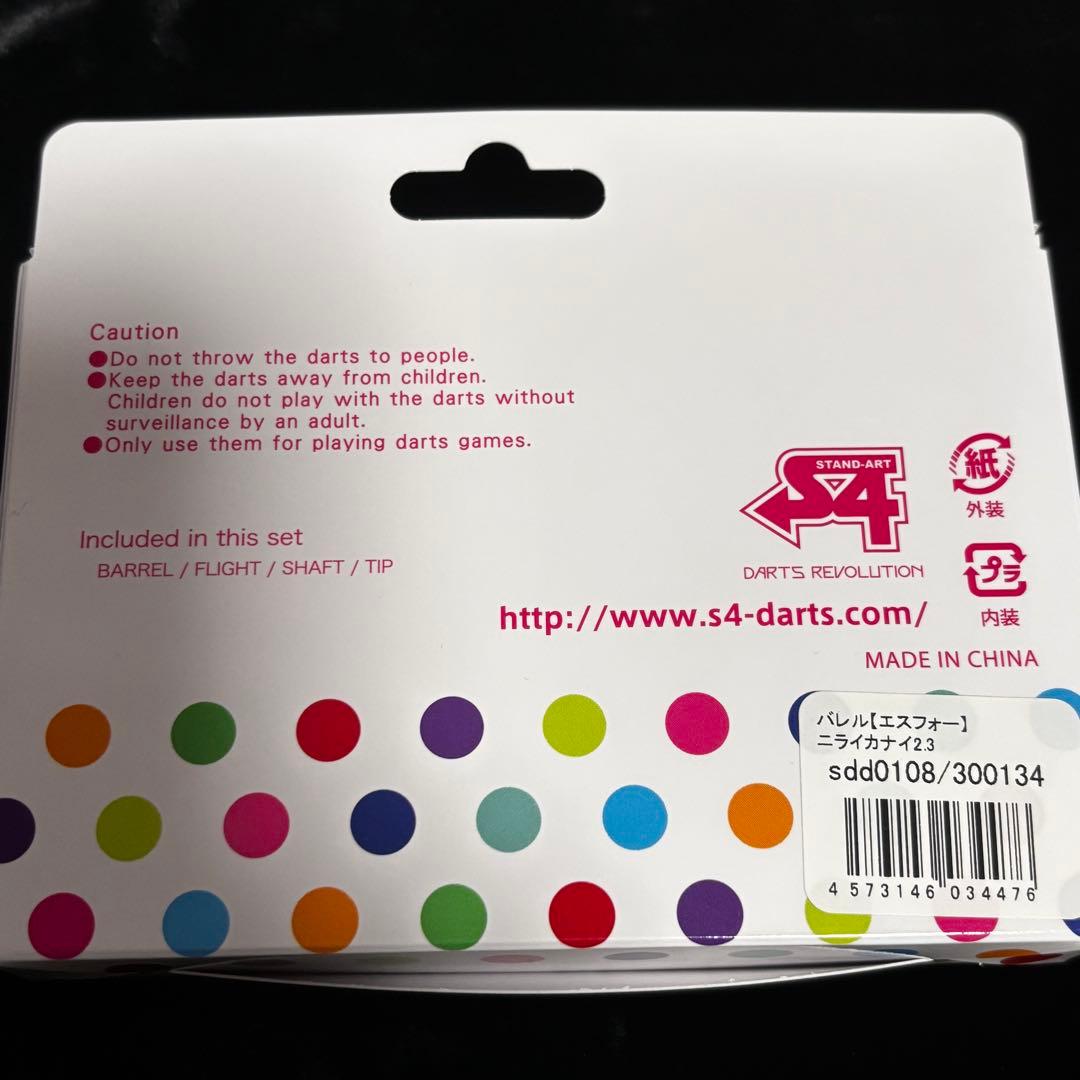 Caution
●Do not throw the darts to people.
●Keep the darts away from children.
Children do not play with the darts without
surveillance by an adult.
●Only use them for playing darts games.
STAND-ART
S4
DARTS REVOLUTION
紙
外装
プラ
内装
Included in this set
BARREL / FLIGHT / SHAFT / TIP
http://www.s4-darts.com/
MADE IN CHINA
バレル【エスフォー】
ニライカナイ2.3
sdd0108/300134
4 573146 034476